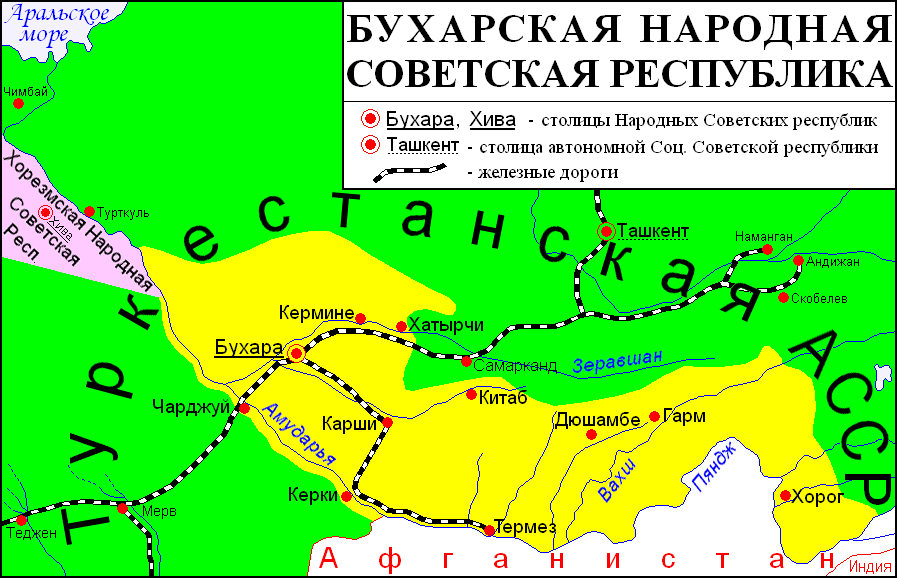 БУХАРСКАЯ НАРОДНАЯ
СОВЕТСКАЯ РЕСПУБЛИКА
Бухара, Хива - столицы Народных Советских республик
Ташкент - столица автономной Соц. Советской республики
- железные дороги
Аральское
море
Чимбай
Хорезмская Народная
Советская
Респ.
Хива
Турткуль
Туркестанская АССР
Ташкент
Наманган
Андижан
Скобелев
Кермине
Хатырчи
Бухара
Самарканд
Зеравшан
Чарджуй
Амударья
Карши
Китаб
Дюшамбе
Гарм
Вахш
Пяндж
Керки
Термез
Хорог
Мерв
Теджен
Афганистан
Индия